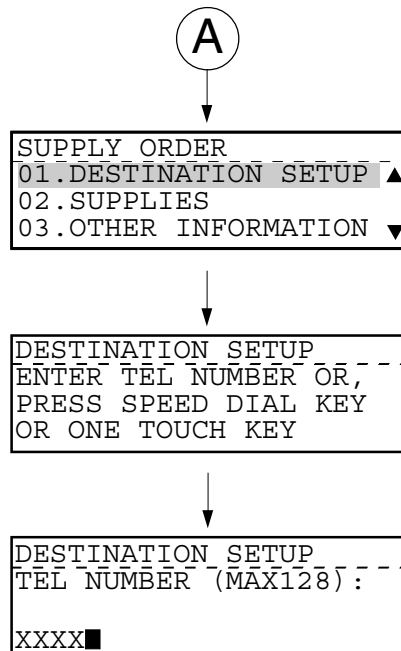 A
SUPPLY ORDER
01.DESTINATION SETUP ▲
02.SUPPLIES
03.OTHER INFORMATION ▼
DESTINATION SETUP
ENTER TEL NUMBER OR,
PRESS SPEED DIAL KEY
OR ONE TOUCH KEY
DESTINATION SETUP
TEL NUMBER (MAX128):
XXXX■